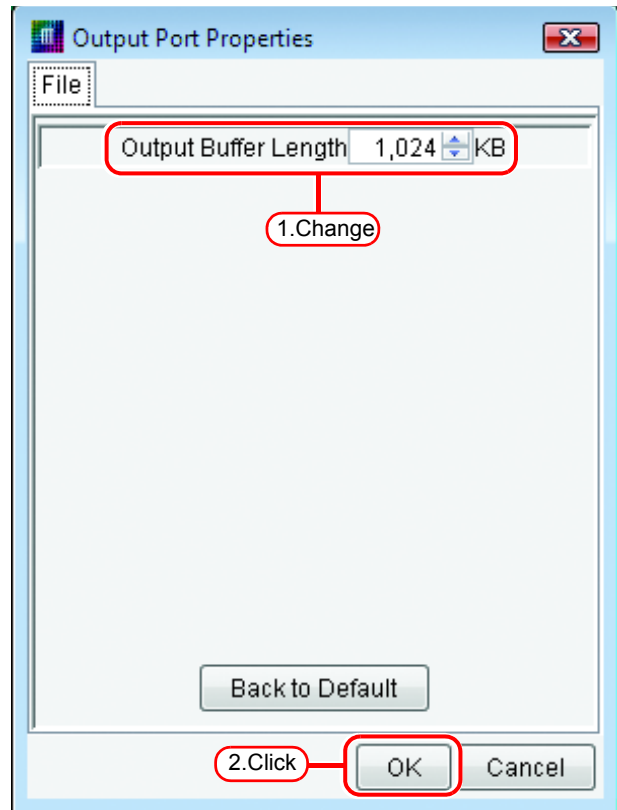 Output Port Properties
File
Output Buffer Length 1,024 KB
1.Change
Back to Default
2.Click
OK Cancel